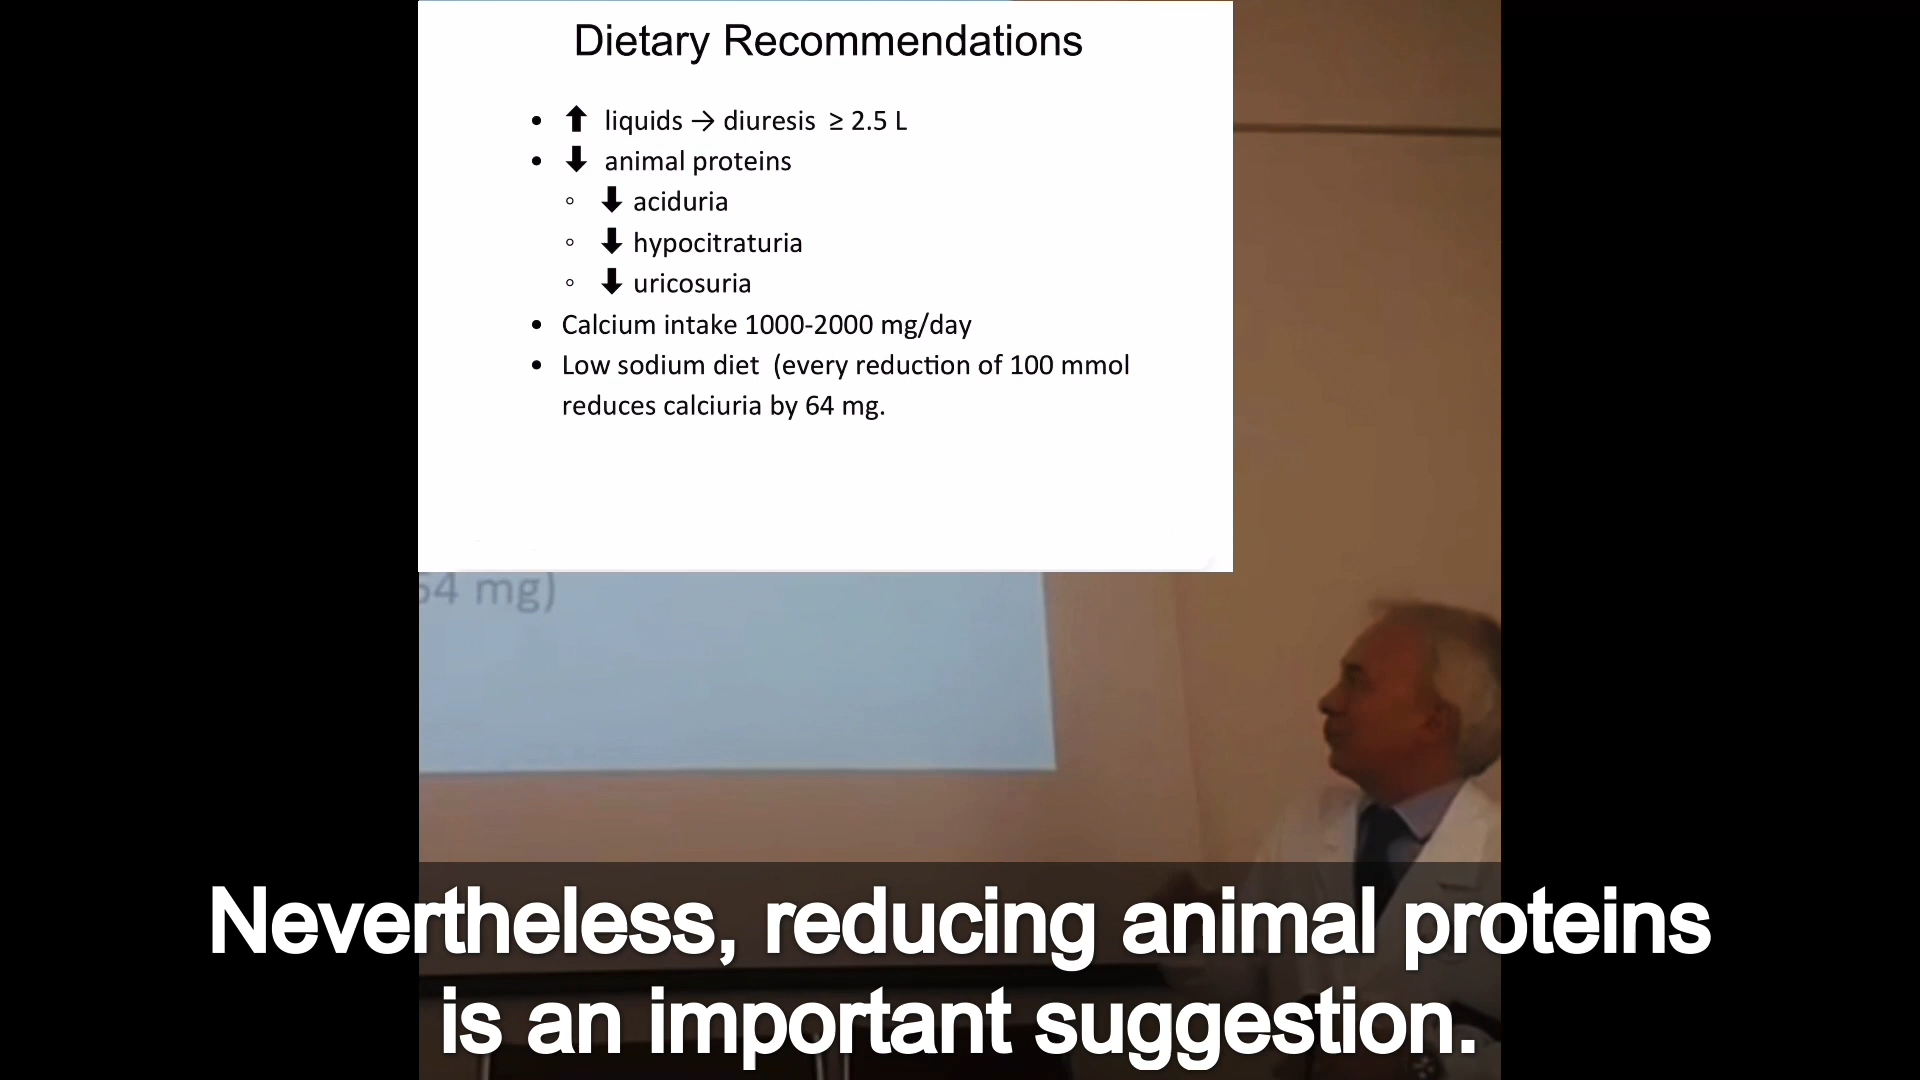 Dietary Recommendations
• ⬆ liquids → diuresis ≥ 2.5 L
• ⬇ animal proteins
◦ ⬇ aciduria
◦ ⬇ hypocitraturia
◦ ⬇ uricosuria
• Calcium intake 1000-2000 mg/day
• Low sodium diet (every reduction of 100 mmol
reduces calciuria by 64 mg.
64 mg)
Nevertheless, reducing animal proteins
is an important suggestion.